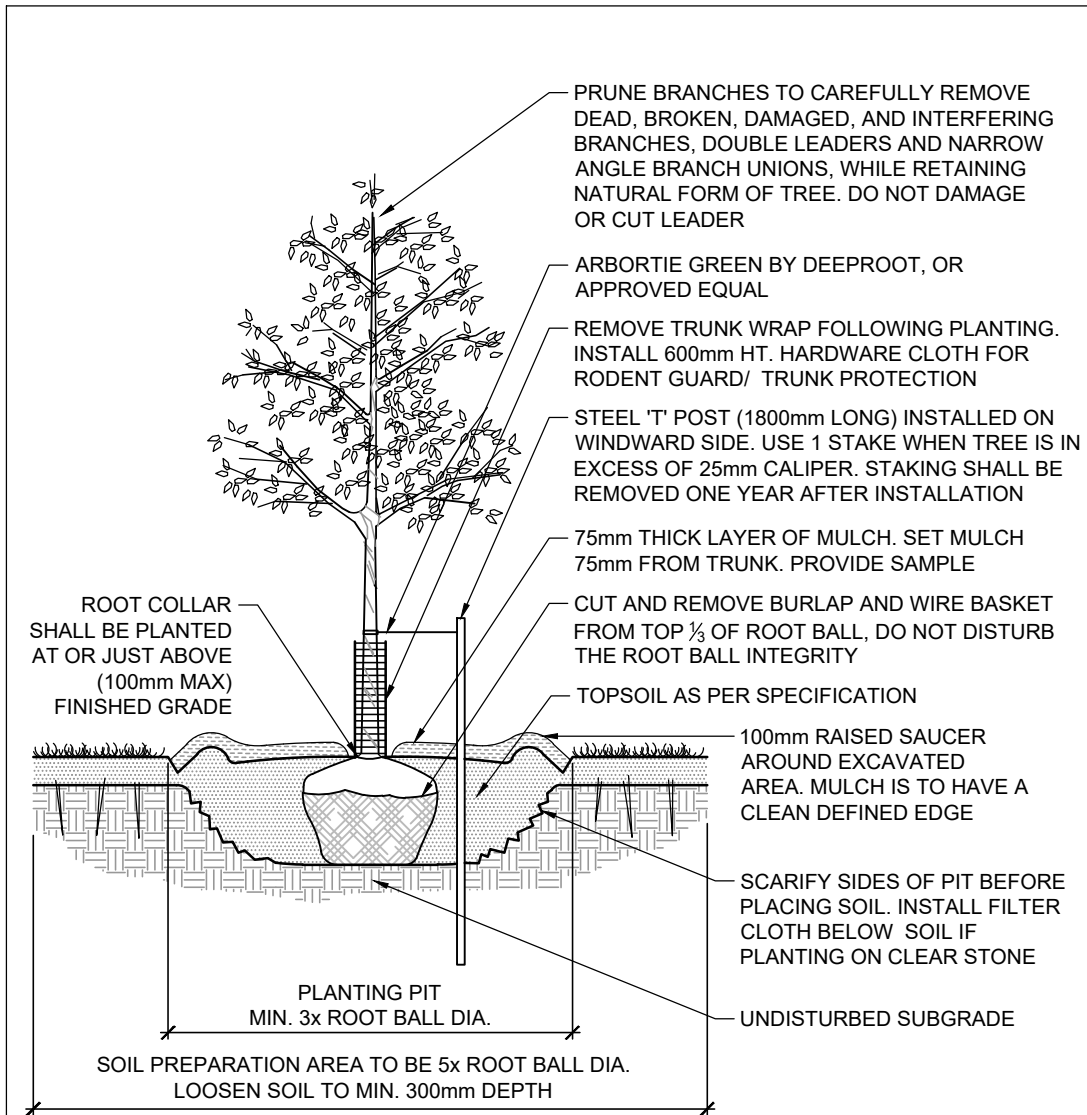 PRUNE BRANCHES TO CAREFULLY REMOVE
DEAD, BROKEN, DAMAGED, AND INTERFERING
BRANCHES, DOUBLE LEADERS AND NARROW
ANGLE BRANCH UNIONS, WHILE RETAINING
NATURAL FORM OF TREE. DO NOT DAMAGE
OR CUT LEADER
ARBORTIE GREEN BY DEEPROOT, OR
APPROVED EQUAL
REMOVE TRUNK WRAP FOLLOWING PLANTING.
INSTALL 600mm HT. HARDWARE CLOTH FOR
RODENT GUARD/ TRUNK PROTECTION
STEEL 'T' POST (1800mm LONG) INSTALLED ON
WINDWARD SIDE. USE 1 STAKE WHEN TREE IS IN
EXCESS OF 25mm CALIPER. STAKING SHALL BE
REMOVED ONE YEAR AFTER INSTALLATION
75mm THICK LAYER OF MULCH. SET MULCH
75mm FROM TRUNK. PROVIDE SAMPLE
CUT AND REMOVE BURLAP AND WIRE BASKET
FROM TOP ⅓ OF ROOT BALL, DO NOT DISTURB
THE ROOT BALL INTEGRITY
ROOT COLLAR
SHALL BE PLANTED
AT OR JUST ABOVE
(100mm MAX)
FINISHED GRADE
TOPSOIL AS PER SPECIFICATION
100mm RAISED SAUCER
AROUND EXCAVATED
AREA. MULCH IS TO HAVE A
CLEAN DEFINED EDGE
SCARIFY SIDES OF PIT BEFORE
PLACING SOIL. INSTALL FILTER
CLOTH BELOW SOIL IF
PLANTING ON CLEAR STONE
UNDISTURBED SUBGRADE
PLANTING PIT
MIN. 3x ROOT BALL DIA.
SOIL PREPARATION AREA TO BE 5x ROOT BALL DIA.
LOOSEN SOIL TO MIN. 300mm DEPTH